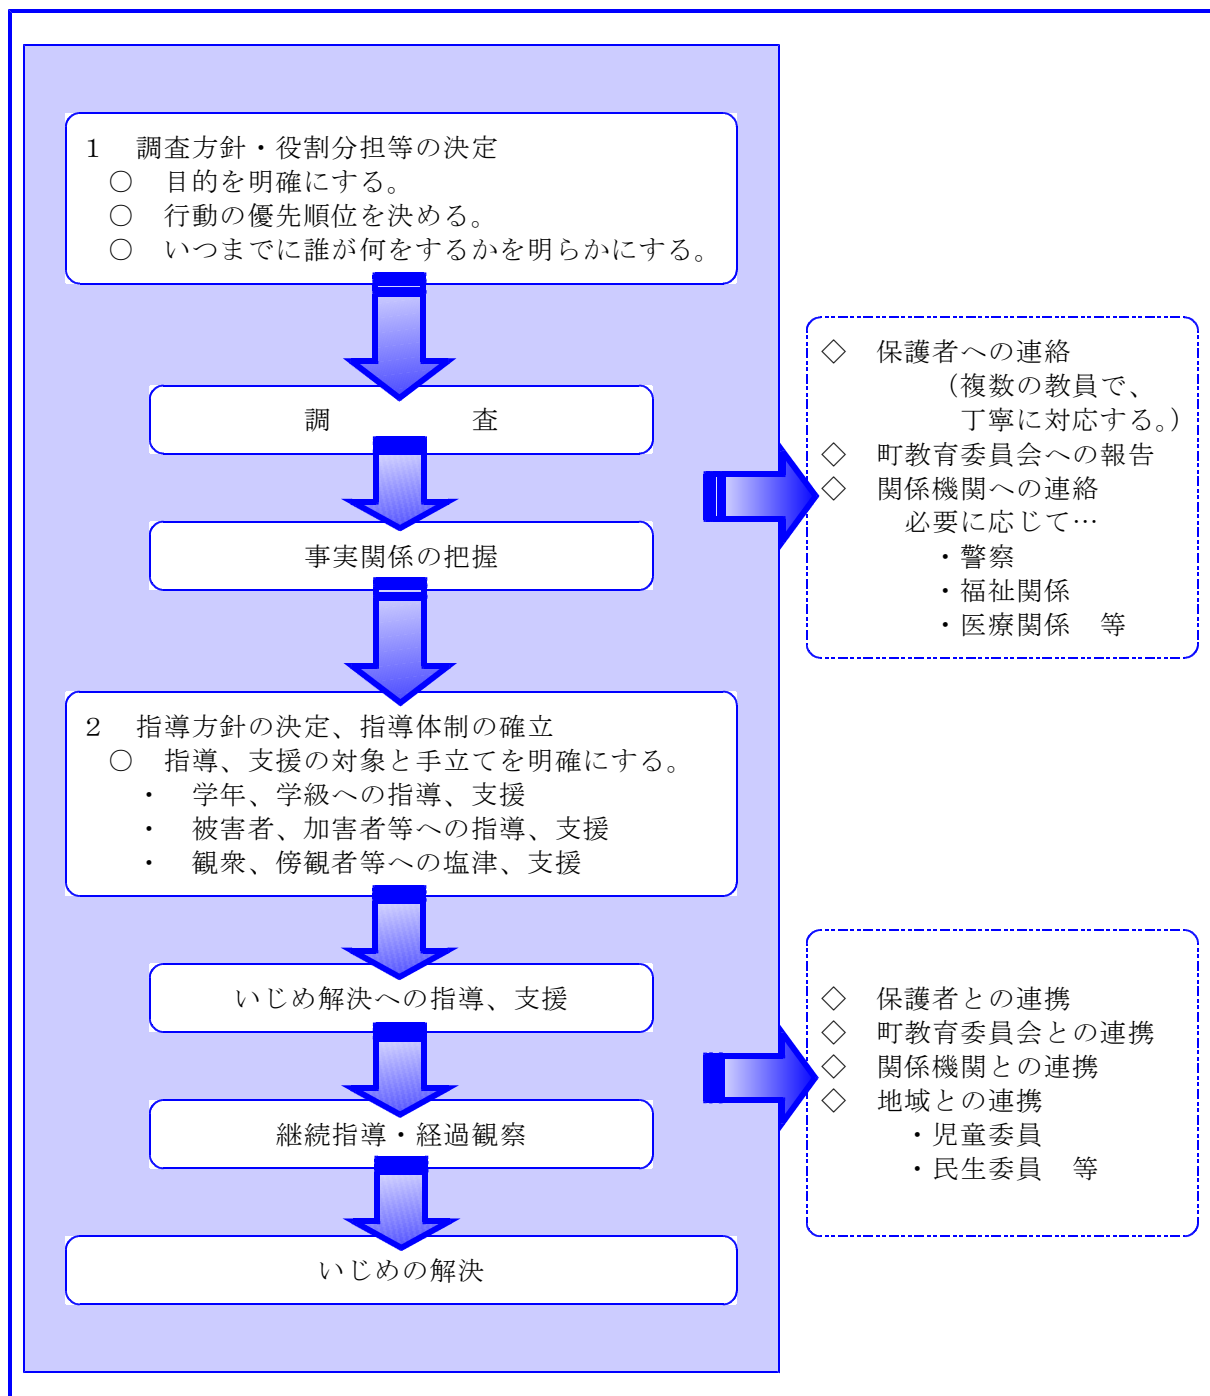 １　調査方針・役割分担等の決定
○　目的を明確にする。
○　行動の優先順位を決める。
○　いつまでに誰が何をするかを明らかにする。
調　　　　　査
事実関係の把握
◇　保護者への連絡
（複数の教員で、
丁寧に対応する。）
◇　町教育委員会への報告
◇　関係機関への連絡
必要に応じて…
・警察
・福祉関係
・医療関係　等
２　指導方針の決定、指導体制の確立
○　指導、支援の対象と手立てを明確にする。
・　学年、学級への指導、支援
・　被害者、加害者等への指導、支援
・　観衆、傍観者等への塩津、支援
いじめ解決への指導、支援
継続指導・経過観察
いじめの解決
◇　保護者との連携
◇　町教育委員会との連携
◇　関係機関との連携
◇　地域との連携
・児童委員
・民生委員　等